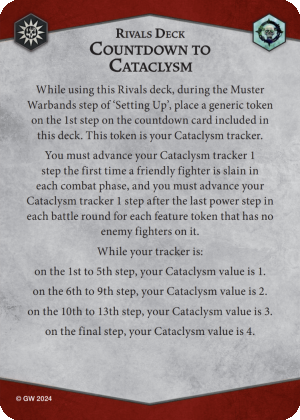 Rivals Deck
Countdown to
Cataclysm
While using this Rivals deck, during the Muster
Warbands step of ‘Setting Up’, place a generic token
on the 1st step on the countdown card included in
this deck. This token is your Cataclysm tracker.
You must advance your Cataclysm tracker 1
step the first time a friendly fighter is slain in
each combat phase, and you must advance your
Cataclysm tracker 1 step after the last power step in
each battle round for each feature token that has no
enemy fighters on it.
While your tracker is:
on the 1st to 5th step, your Cataclysm value is 1.
on the 6th to 9th step, your Cataclysm value is 2.
on the 10th to 13th step, your Cataclysm value is 3.
on the final step, your Cataclysm value is 4.
© GW 2024